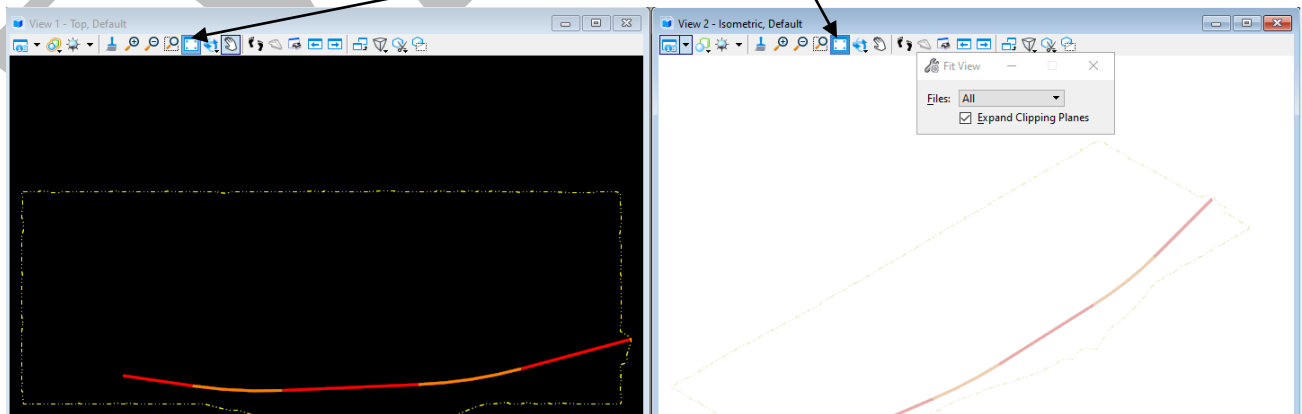 View 1 - Top, Default
View 2 - Isometric, Default
Fit View
Files: All
Expand Clipping Planes